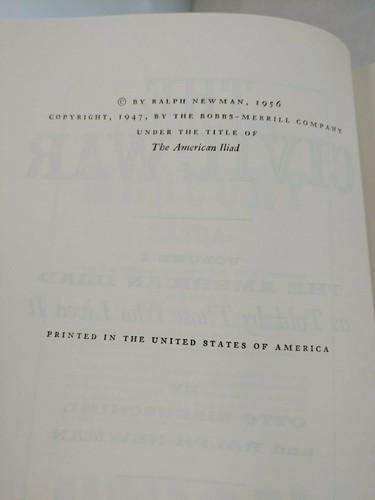 © BY RALPH NEWMAN, 1956
COPYRIGHT, 1947, BY THE BOBBS-MERRILL COMPANY
UNDER THE TITLE OF
The American Iliad
PRINTED IN THE UNITED STATES OF AMERICA